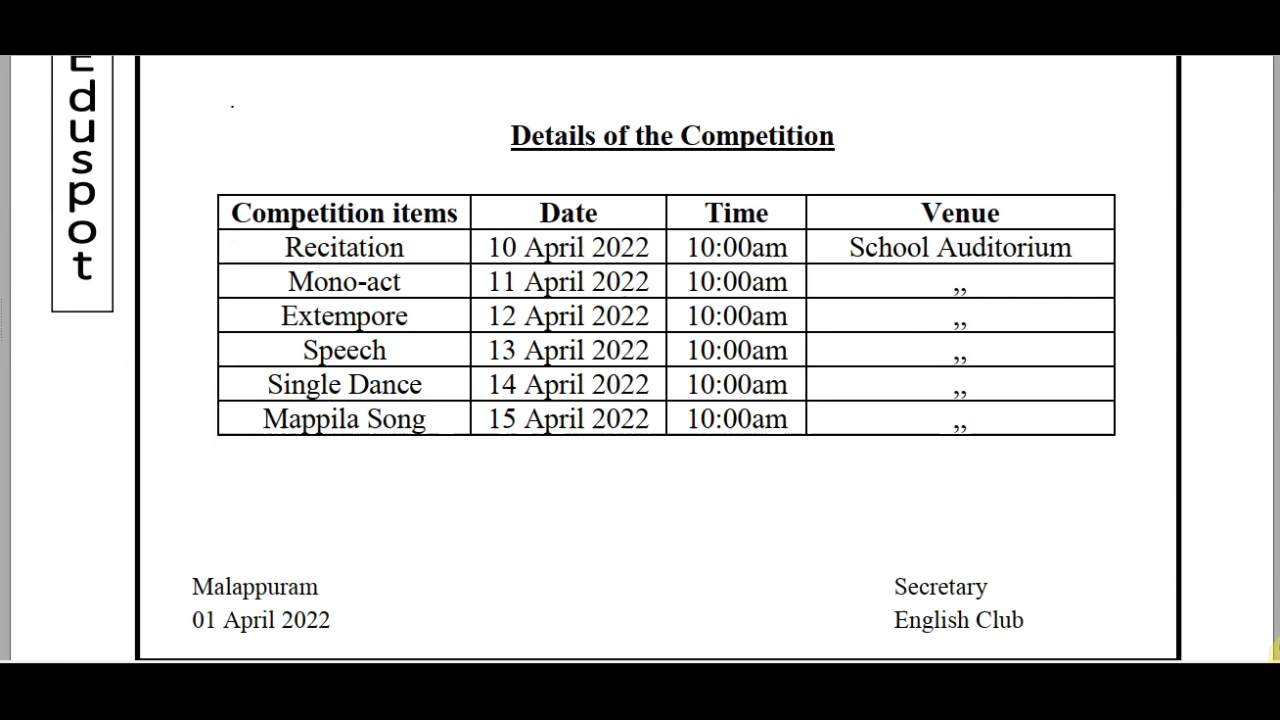 Eduspot
Details of the Competition
Competition items Date Time Venue
Recitation 10 April 2022 10:00am School Auditorium
Mono-act 11 April 2022 10:00am ,,
Extempore 12 April 2022 10:00am ,,
Speech 13 April 2022 10:00am ,,
Single Dance 14 April 2022 10:00am ,,
Mappila Song 15 April 2022 10:00am ,,
Malappuram Secretary
01 April 2022 English Club